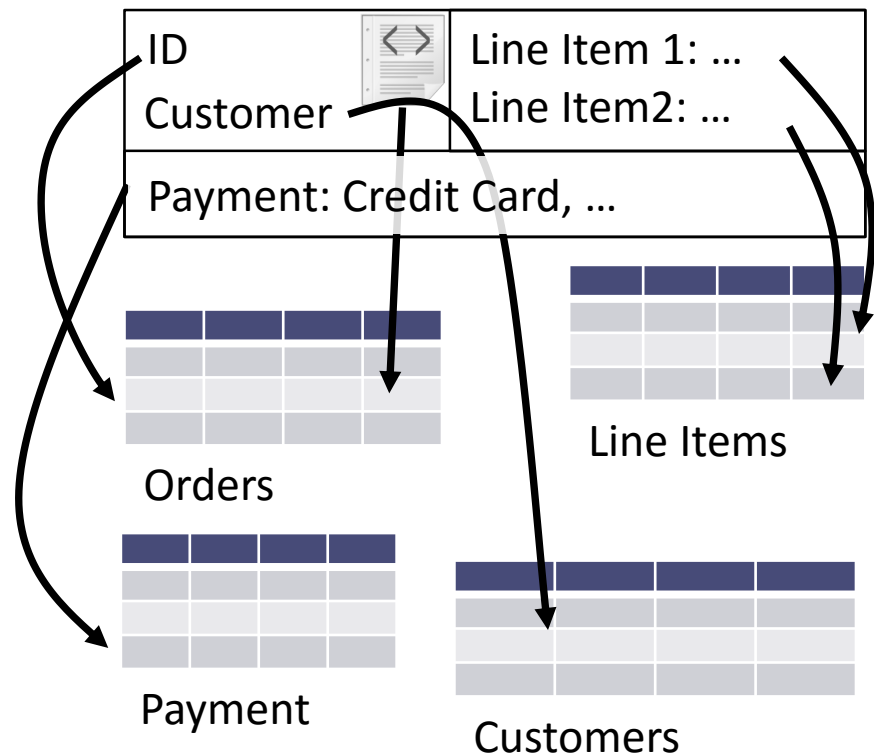 ID
Customer
Line Item 1: …
Line Item2: …
Payment: Credit Card, …
Orders
Line Items
Payment
Customers